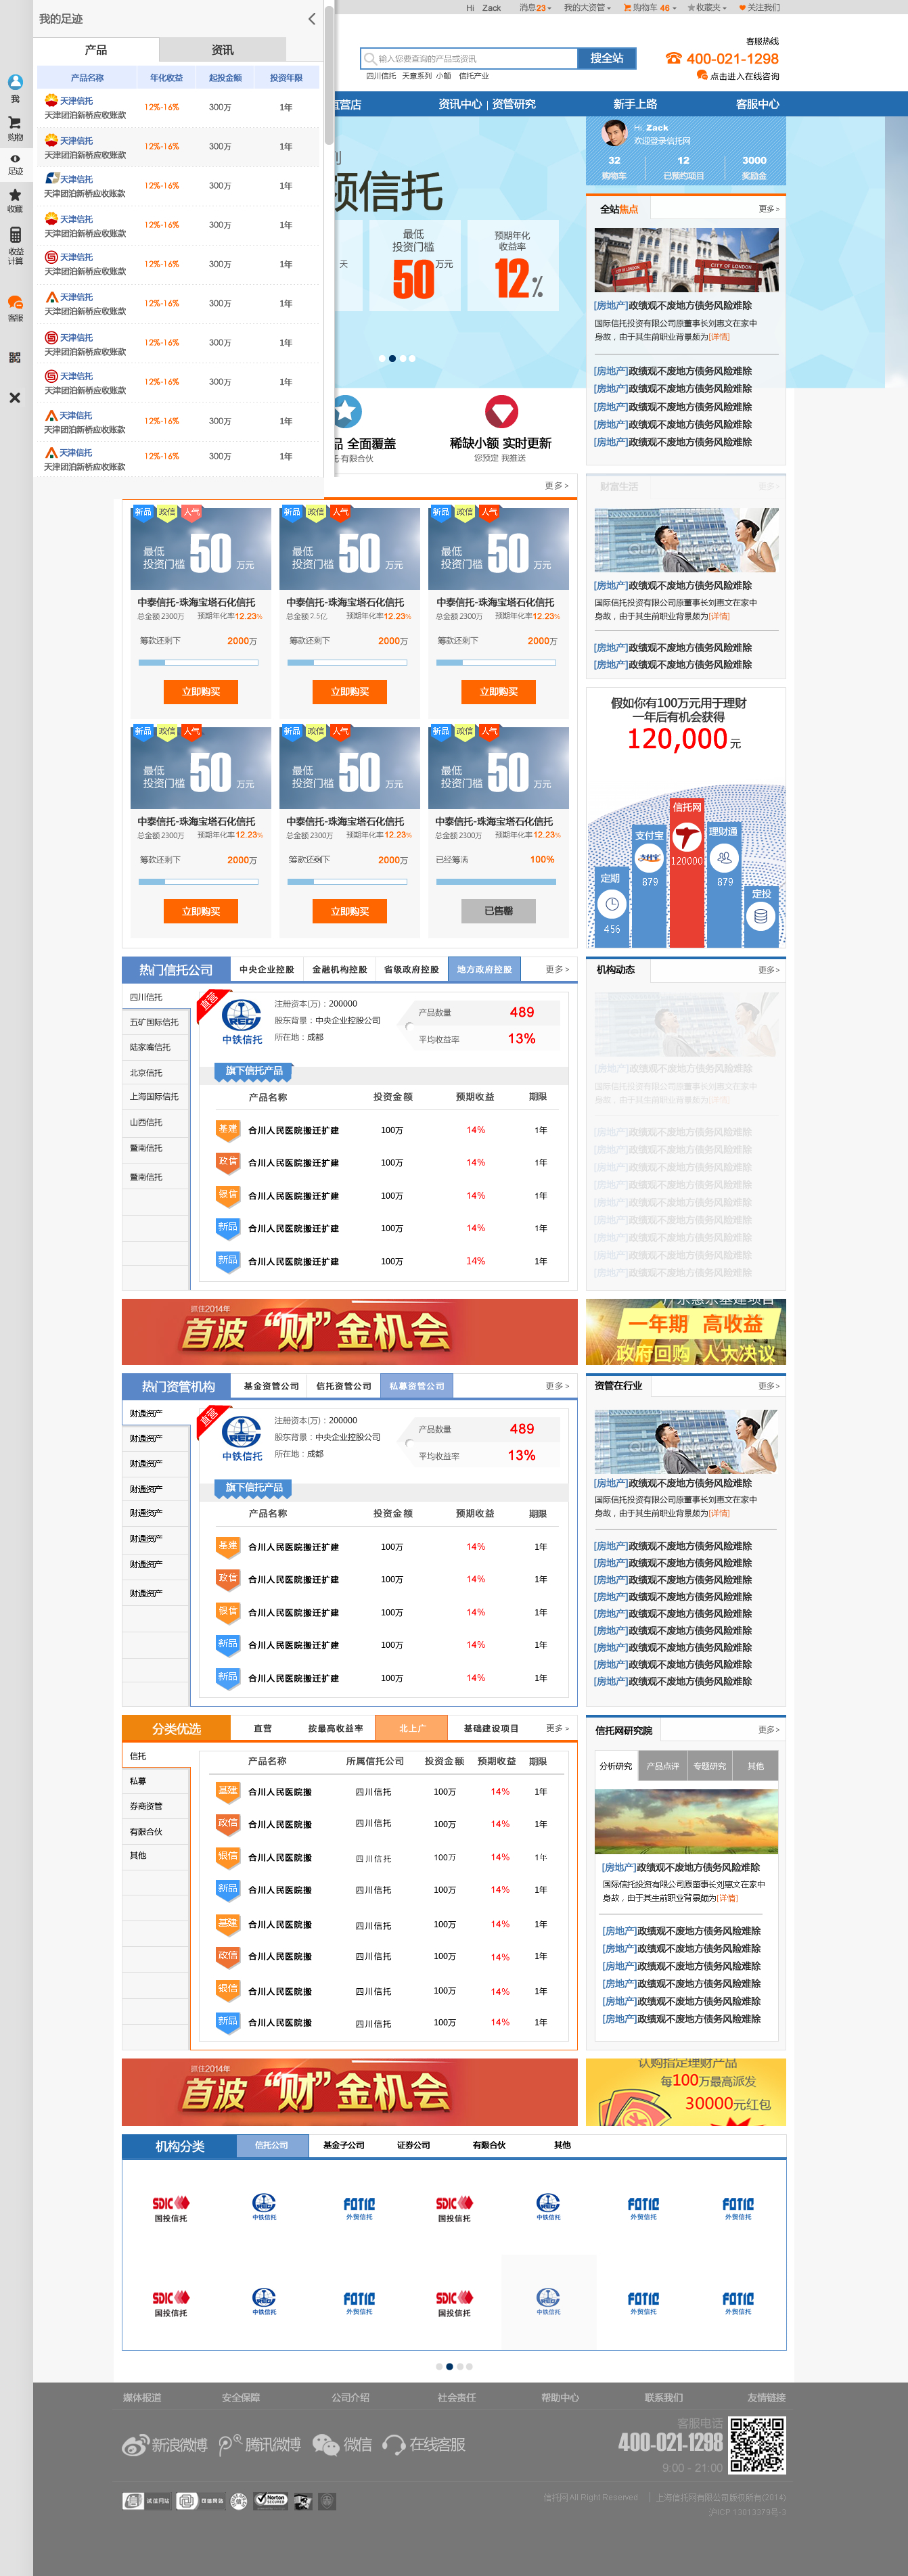 Hi Zack 消息23 我的大资管 购物车 46 收藏夹 关注我们
我的足迹
产品 资讯
产品名称 年化收益 起投金额 投资年限
天津信托
天津团泊新桥应收账款 12%-16% 300万 1年
天津信托
天津团泊新桥应收账款 12%-16% 300万 1年
天津信托
天津团泊新桥应收账款 12%-16% 300万 1年
天津信托
天津团泊新桥应收账款 12%-16% 300万 1年
天津信托
天津团泊新桥应收账款 12%-16% 300万 1年
天津信托
天津团泊新桥应收账款 12%-16% 300万 1年
天津信托
天津团泊新桥应收账款 12%-16% 300万 1年
天津信托
天津团泊新桥应收账款 12%-16% 300万 1年
天津信托
天津团泊新桥应收账款 12%-16% 300万 1年
天津信托
天津团泊新桥应收账款 12%-16% 300万 1年
我
购物
足迹
收藏
收益
计算
客服
输入您要查询的产品或资讯 搜全站
四川信托 天意系列 小额 信托产业
客服热线
400-021-1298
点击进入在线咨询
直营店 资讯中心 | 资管研究 新手上路 客服中心
额信托
天
最低
投资门槛
50万元
预期年化
收益率
12%
Hi, Zack
欢迎登录信托网
32 12 3000
购物车 已预约项目 奖励金
全站焦点 更多>
[房地产]政绩观不废地方债务风险难除
国际信托投资有限公司原董事长刘惠文在家中
身故，由于其生前职业背景颇为[详情]
[房地产]政绩观不废地方债务风险难除
[房地产]政绩观不废地方债务风险难除
[房地产]政绩观不废地方债务风险难除
[房地产]政绩观不废地方债务风险难除
[房地产]政绩观不废地方债务风险难除
品 全面覆盖
托-有限合伙
稀缺小额 实时更新
您预定 我推送
更多>
财富生活 更多>
[房地产]政绩观不废地方债务风险难除
国际信托投资有限公司原董事长刘惠文在家中
身故，由于其生前职业背景颇为[详情]
[房地产]政绩观不废地方债务风险难除
[房地产]政绩观不废地方债务风险难除
新品 政信 人气 新品 政信 人气 新品 政信 人气
最低
投资门槛 50 万元 最低
投资门槛 50 万元 最低
投资门槛 50 万元
中泰信托-珠海宝塔石化信托 中泰信托-珠海宝塔石化信托 中泰信托-珠海宝塔石化信托
总金额2300万 预期年化率12.23% 总金额2.5亿 预期年化率12.23% 总金额2300万 预期年化率12.23%
筹款还剩下 2000万 筹款还剩下 2000万 筹款还剩下 2000万
立即购买 立即购买 立即购买
新品 政信 人气 新品 政信 人气 新品 政信 人气
最低
投资门槛 50 万元 最低
投资门槛 50 万元 最低
投资门槛 50 万元
中泰信托-珠海宝塔石化信托 中泰信托-珠海宝塔石化信托 中泰信托-珠海宝塔石化信托
总金额2300万 预期年化率12.23% 总金额2300万 预期年化率12.23% 总金额2300万 预期年化率12.23%
筹款还剩下 2000万 筹款还剩下 2000万 已经筹满 100%
立即购买 立即购买 已售罄
假如你有100万元用于理财
一年后有机会获得
120,000 元
信托网
120000
支付宝
879
理财通
879
定期
456
定投
热门信托公司 中央企业控股 金融机构控股 省级政府控股 地方政府控股 更多>
四川信托
五矿国际信托
陆家嘴信托
北京信托
上海国际信托
山西信托
暨南信托
暨南信托
直营
中铁信托
注册资本(万)：200000
股东背景：中央企业控股公司
所在地：成都
产品数量 489
平均收益率 13%
旗下信托产品
产品名称 投资金额 预期收益 期限
基建 合川人民医院搬迁扩建 100万 14% 1年
政信 合川人民医院搬迁扩建 100万 14% 1年
银信 合川人民医院搬迁扩建 100万 14% 1年
新品 合川人民医院搬迁扩建 100万 14% 1年
新品 合川人民医院搬迁扩建 100万 14% 1年
机构动态 更多>
[房地产]政绩观不废地方债务风险难除
国际信托投资有限公司原董事长刘惠文在家中
身故，由于其生前职业背景颇为[详情]
[房地产]政绩观不废地方债务风险难除
[房地产]政绩观不废地方债务风险难除
[房地产]政绩观不废地方债务风险难除
[房地产]政绩观不废地方债务风险难除
[房地产]政绩观不废地方债务风险难除
[房地产]政绩观不废地方债务风险难除
[房地产]政绩观不废地方债务风险难除
[房地产]政绩观不废地方债务风险难除
[房地产]政绩观不废地方债务风险难除
抓住2014年
首波"财"金机会
一年期 高收益
政府回购 人大决议
热门资管机构 基金资管公司 信托资管公司 私募资管公司 更多>
财通资产
财通资产
财通资产
财通资产
财通资产
财通资产
财通资产
财通资产
直营
中铁信托
注册资本(万)：200000
股东背景：中央企业控股公司
所在地：成都
产品数量 489
平均收益率 13%
旗下信托产品
产品名称 投资金额 预期收益 期限
基建 合川人民医院搬迁扩建 100万 14% 1年
政信 合川人民医院搬迁扩建 100万 14% 1年
银信 合川人民医院搬迁扩建 100万 14% 1年
新品 合川人民医院搬迁扩建 100万 14% 1年
新品 合川人民医院搬迁扩建 100万 14% 1年
资管在行业 更多>
[房地产]政绩观不废地方债务风险难除
国际信托投资有限公司原董事长刘惠文在家中
身故，由于其生前职业背景颇为[详情]
[房地产]政绩观不废地方债务风险难除
[房地产]政绩观不废地方债务风险难除
[房地产]政绩观不废地方债务风险难除
[房地产]政绩观不废地方债务风险难除
[房地产]政绩观不废地方债务风险难除
[房地产]政绩观不废地方债务风险难除
[房地产]政绩观不废地方债务风险难除
[房地产]政绩观不废地方债务风险难除
[房地产]政绩观不废地方债务风险难除
分类优选 直营 按最高收益率 北上广 基础建设项目 更多»
信托
私募
券商资管
有限合伙
其他
产品名称 所属信托公司 投资金额 预期收益 期限
基建 合川人民医院搬 四川信托 100万 14% 1年
政信 合川人民医院搬 四川信托 100万 14% 1年
银信 合川人民医院搬 四川信托 100万 14% 1年
新品 合川人民医院搬 四川信托 100万 14% 1年
基建 合川人民医院搬 四川信托 100万 14% 1年
政信 合川人民医院搬 四川信托 100万 14% 1年
银信 合川人民医院搬 四川信托 100万 14% 1年
新品 合川人民医院搬 四川信托 100万 14% 1年
信托网研究院 更多>
分析研究 产品点评 专题研究 其他
[房地产]政绩观不废地方债务风险难除
国际信托投资有限公司原董事长刘惠文在家中
身故，由于其生前职业背景颇为[详情]
[房地产]政绩观不废地方债务风险难除
[房地产]政绩观不废地方债务风险难除
[房地产]政绩观不废地方债务风险难除
[房地产]政绩观不废地方债务风险难除
[房地产]政绩观不废地方债务风险难除
[房地产]政绩观不废地方债务风险难除
抓住2014年
首波"财"金机会
认购指定理财产品
每100万最高派发
30000元红包
机构分类 信托公司 基金子公司 证券公司 有限合伙 其他
SDIC 国投信托 中铁信托 FOTIC 外贸信托 SDIC 国投信托 中铁信托 FOTIC 外贸信托 FOTIC 外贸信托
SDIC 国投信托 中铁信托 FOTIC 外贸信托 SDIC 国投信托 中铁信托 FOTIC 外贸信托 FOTIC 外贸信托
媒体报道 安全保障 公司介绍 社会责任 帮助中心 联系我们 友情链接
新浪微博 腾讯微博 微信 在线客服
客服电话
400-021-1298
9:00 - 21:00
诚信网站 Norton
信托网 All Right Reserved | 上海信托网有限公司版权所有(2014)
沪ICP 13013379号-3